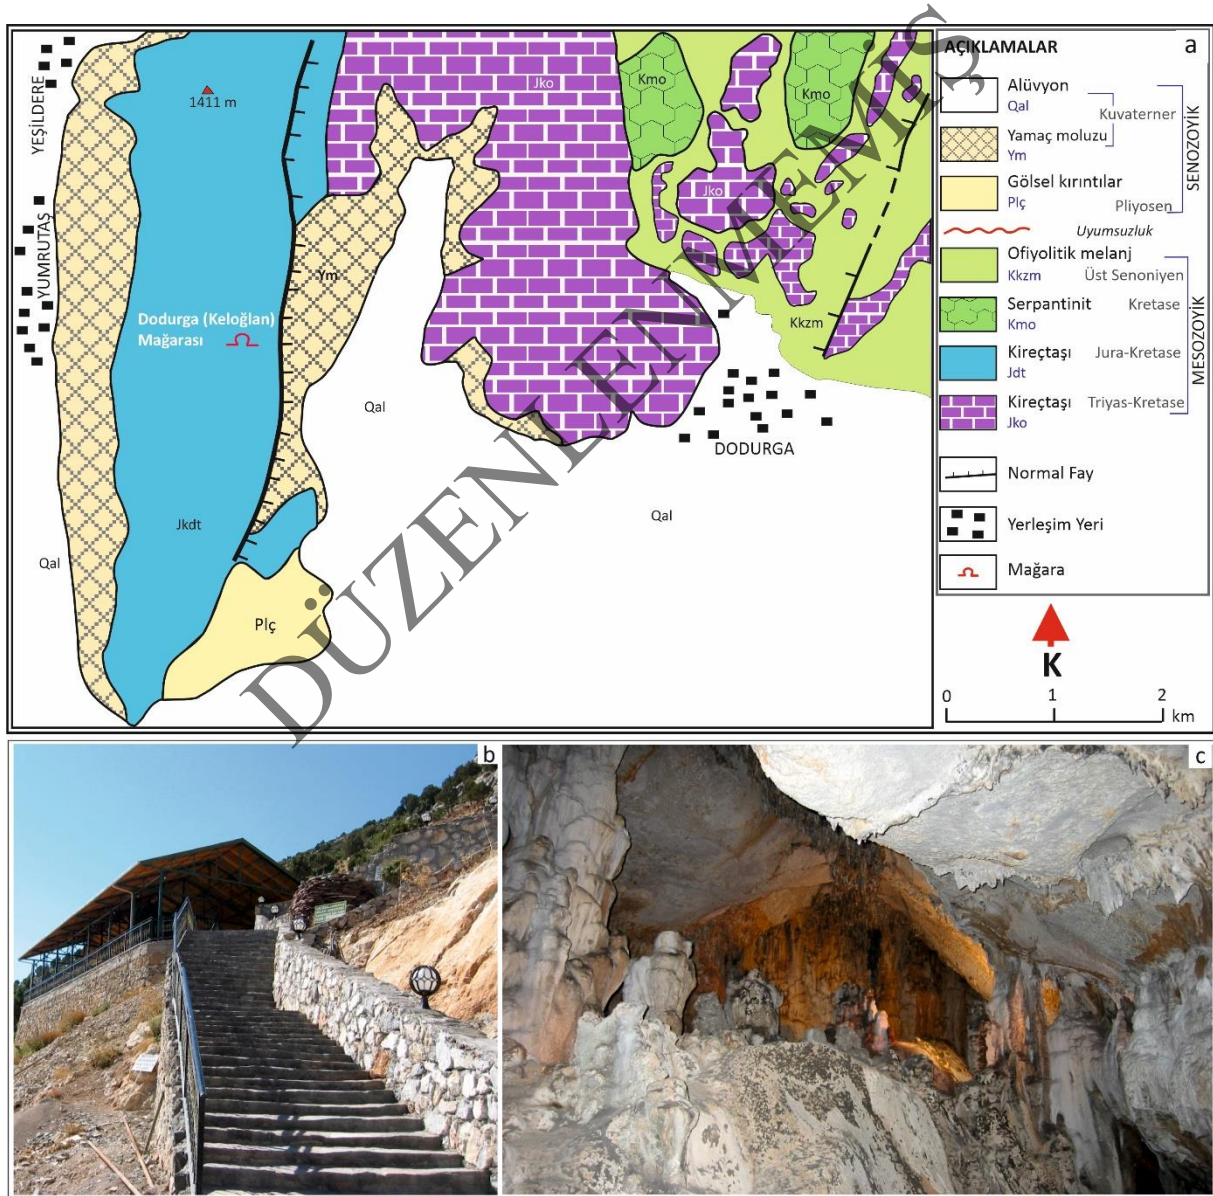 a
YEŞİLDERE
YUMRUTAŞ
1411 m
Jko
Kmo
Kmo
Jko
Ym
Dodurga (Keloğlan)
Mağarası
Kkzm
Qal
DODURGA
Jkdt
Qal
Qal
Plç
DÜZENLENMEMİŞ
AÇIKLAMALAR
Alüvyon
Qal
Kuvaterner
Yamaç moluzu
Ym
Gölsel kırıntılar
Plç
Pliyosen
SENOZOYİK
Uyumsuzluk
Ofiyolitik melanj
Kkzm
Üst Senoniyen
Serpantinit
Kmo
Kretase
Kireçtaşı
Jdt
Jura-Kretase
Kireçtaşı
Jko
Triyas-Kretase
MESOZOYİK
Normal Fay
Yerleşim Yeri
Mağara
K
0 1 2
km
b
c